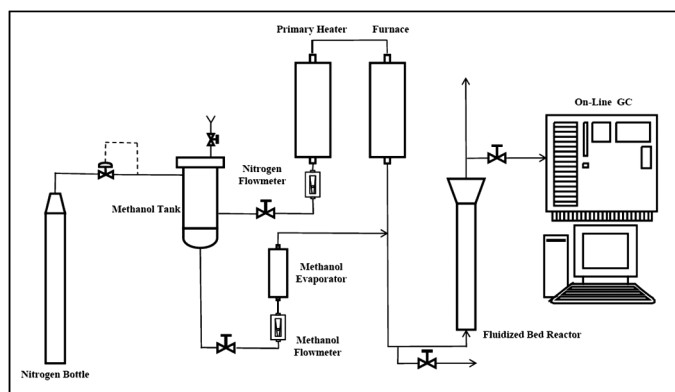 Primary Heater
Furnace
On-Line GC
Nitrogen
Flowmeter
Methanol Tank
Methanol
Evaporator
Methanol
Flowmeter
Fluidized Bed Reactor
Nitrogen Bottle